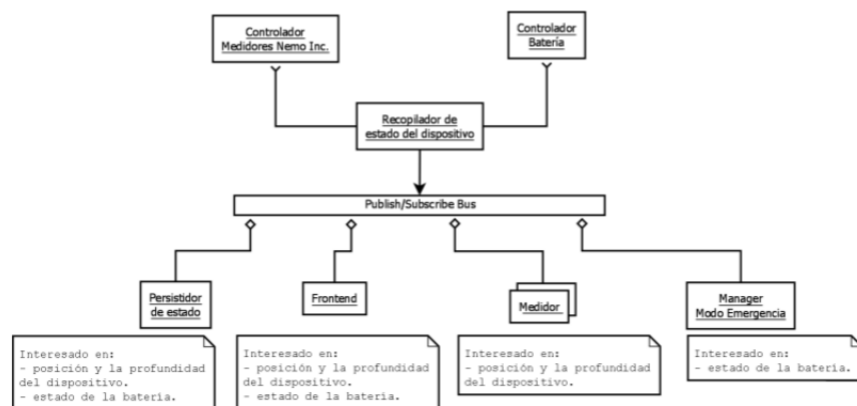 Controlador
Medidores Nemo Inc.
Controlador
Batería
Recopilador de
estado del dispositivo
Publish/Subscribe Bus
Persistidor
de estado
Frontend
Medidor
Manager
Modo Emergencia
Interesado en:
- posición y la profundidad
del dispositivo.
- estado de la bateria.
Interesado en:
- posición y la profundidad
del dispositivo.
- estado de la bateria.
Interesado en:
- posición y la profundidad
del dispositivo.
Interesado en:
- estado de la bateria.